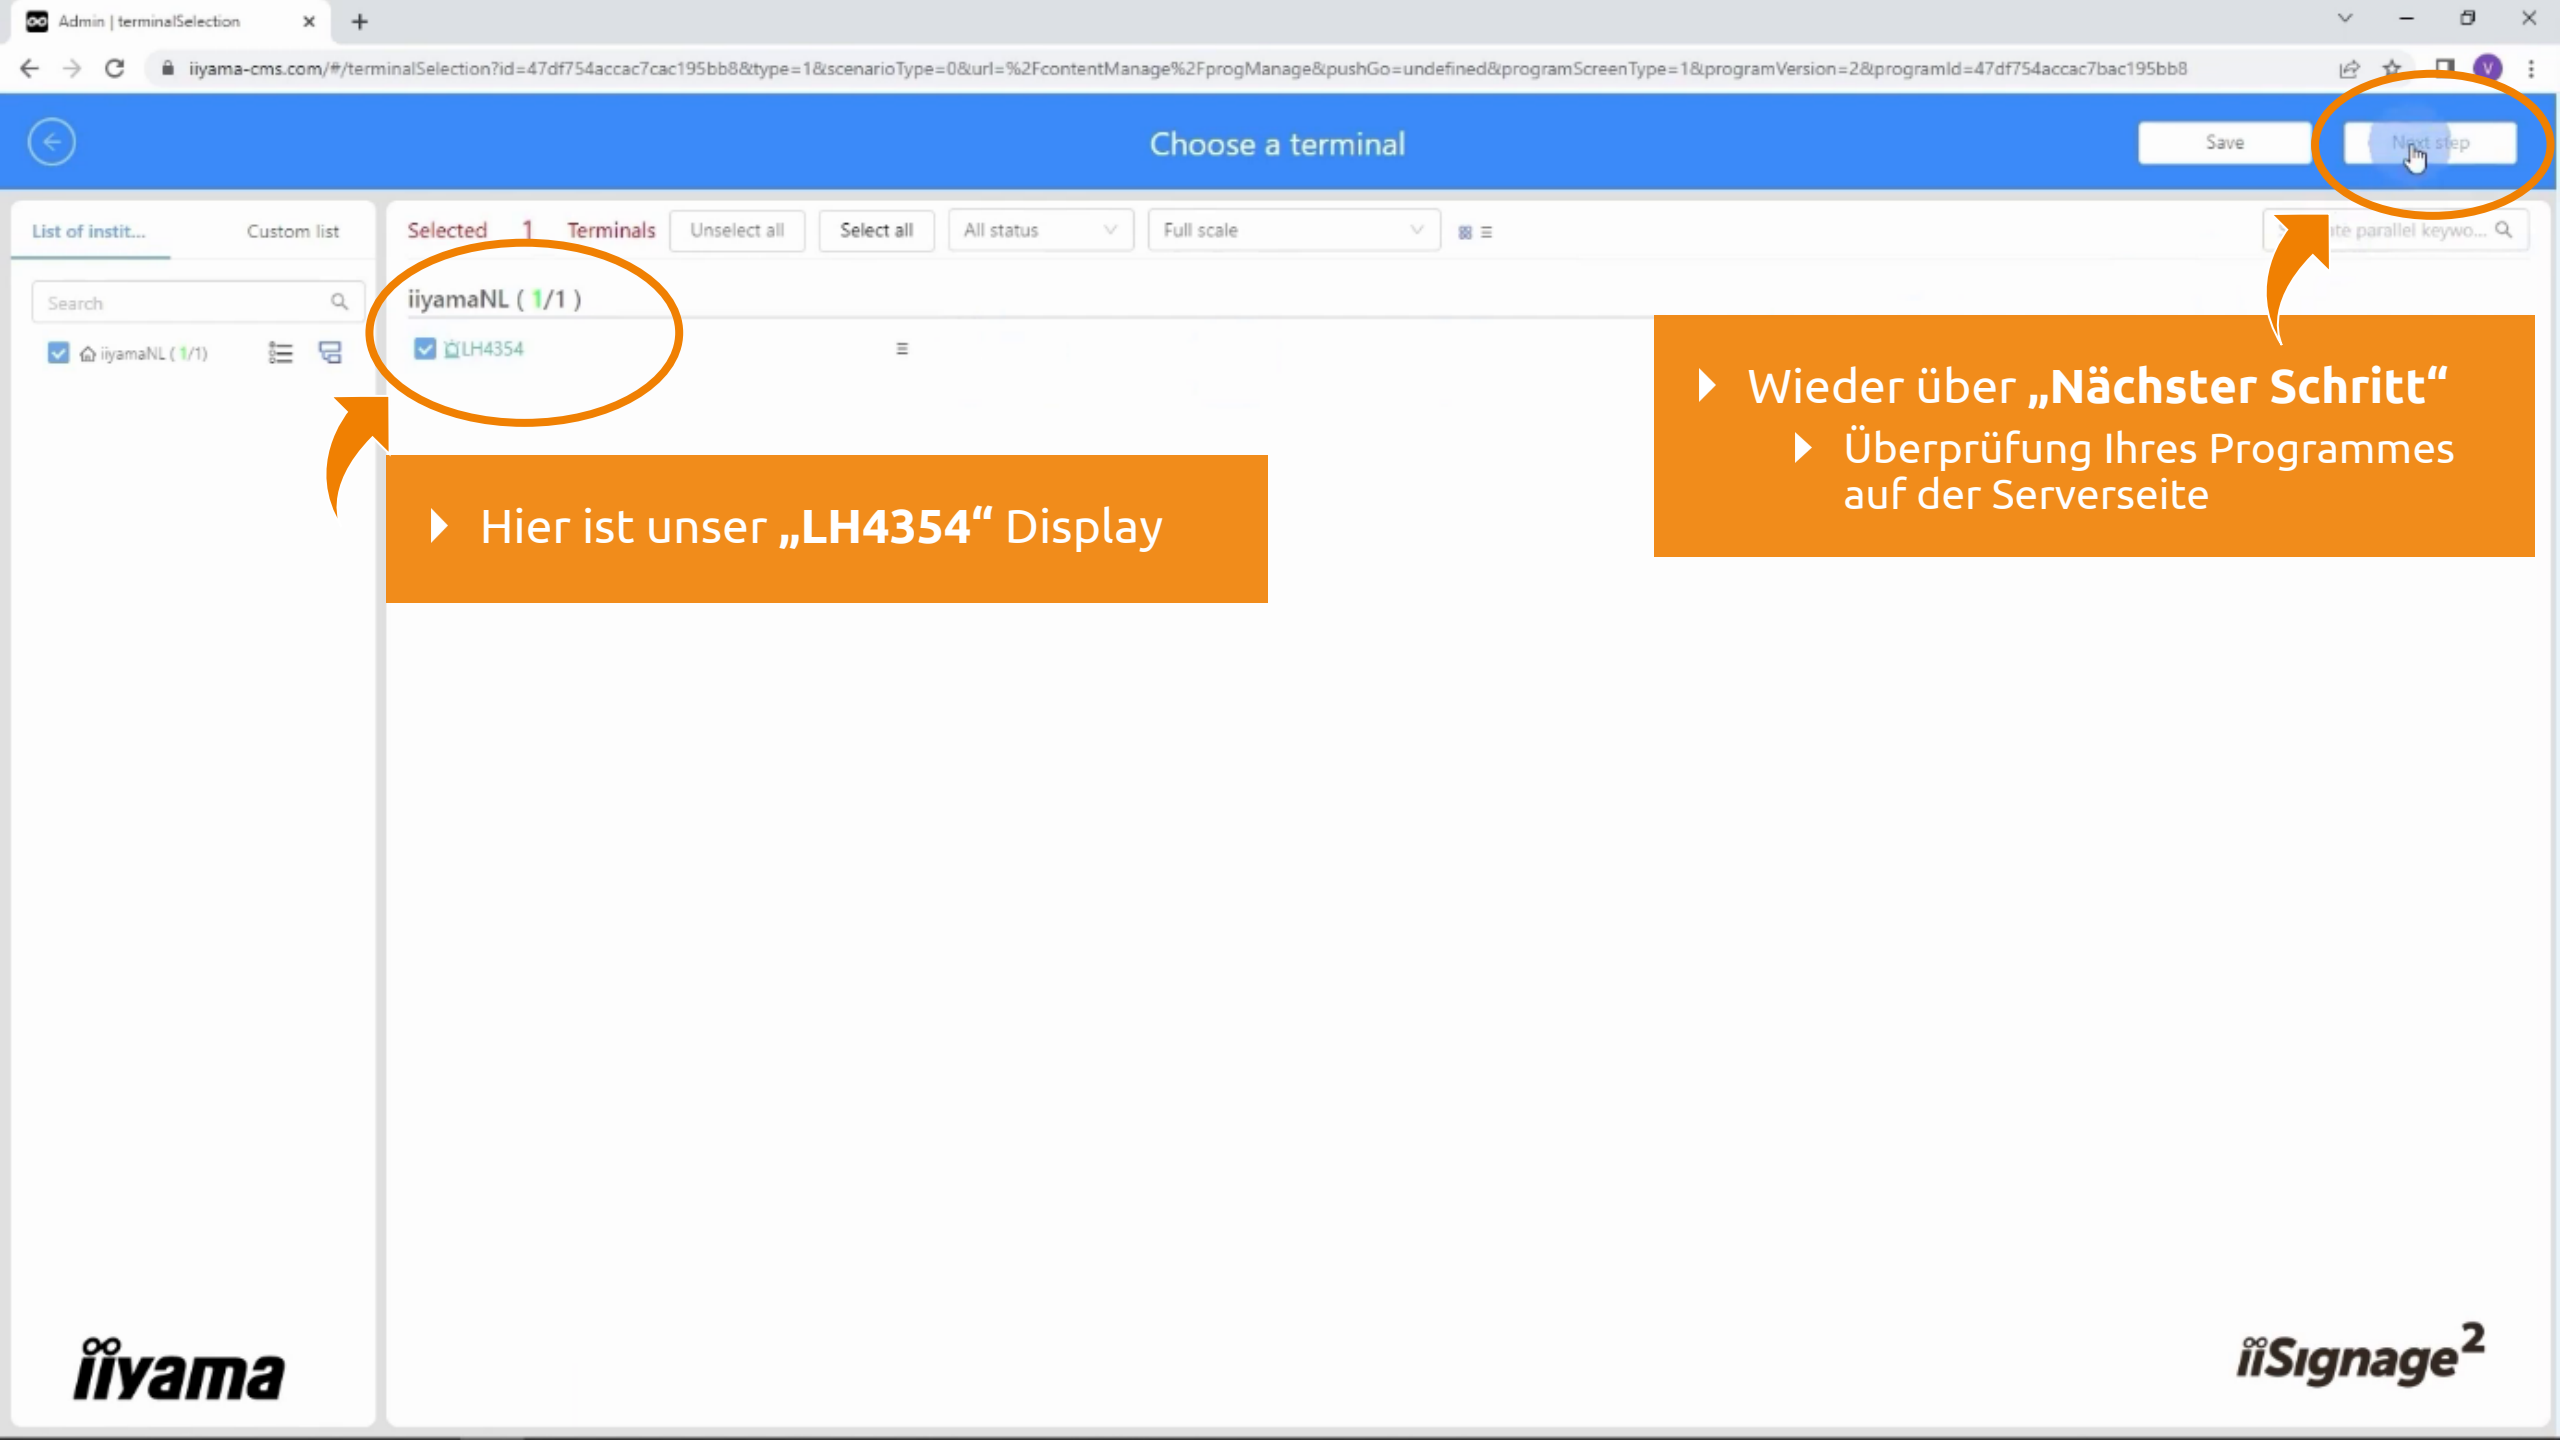 Admin | terminalSelection
iiyama-cms.com/#/terminalSelection?id=47df754accac7cac195bb8&type=1&scenarioType=0&url=%2FcontentManage%2FprogManage&pushGo=undefined&programScreenType=1&programVersion=2&programId=47df754accac7bac195bb8
V
Choose a terminal
Save
Next step
List of instit...
Custom list
Selected 1 Terminals
Unselect all
Select all
All status
Full scale
parallel keywo...
Search
iiyamaNL ( 1/1)
iiyamaNL ( 1/1 )
LH4354
Wieder über „Nächster Schritt“
Überprüfung Ihres Programmes
auf der Serverseite
Hier ist unser „LH4354“ Display
iiyama
iiSignage²